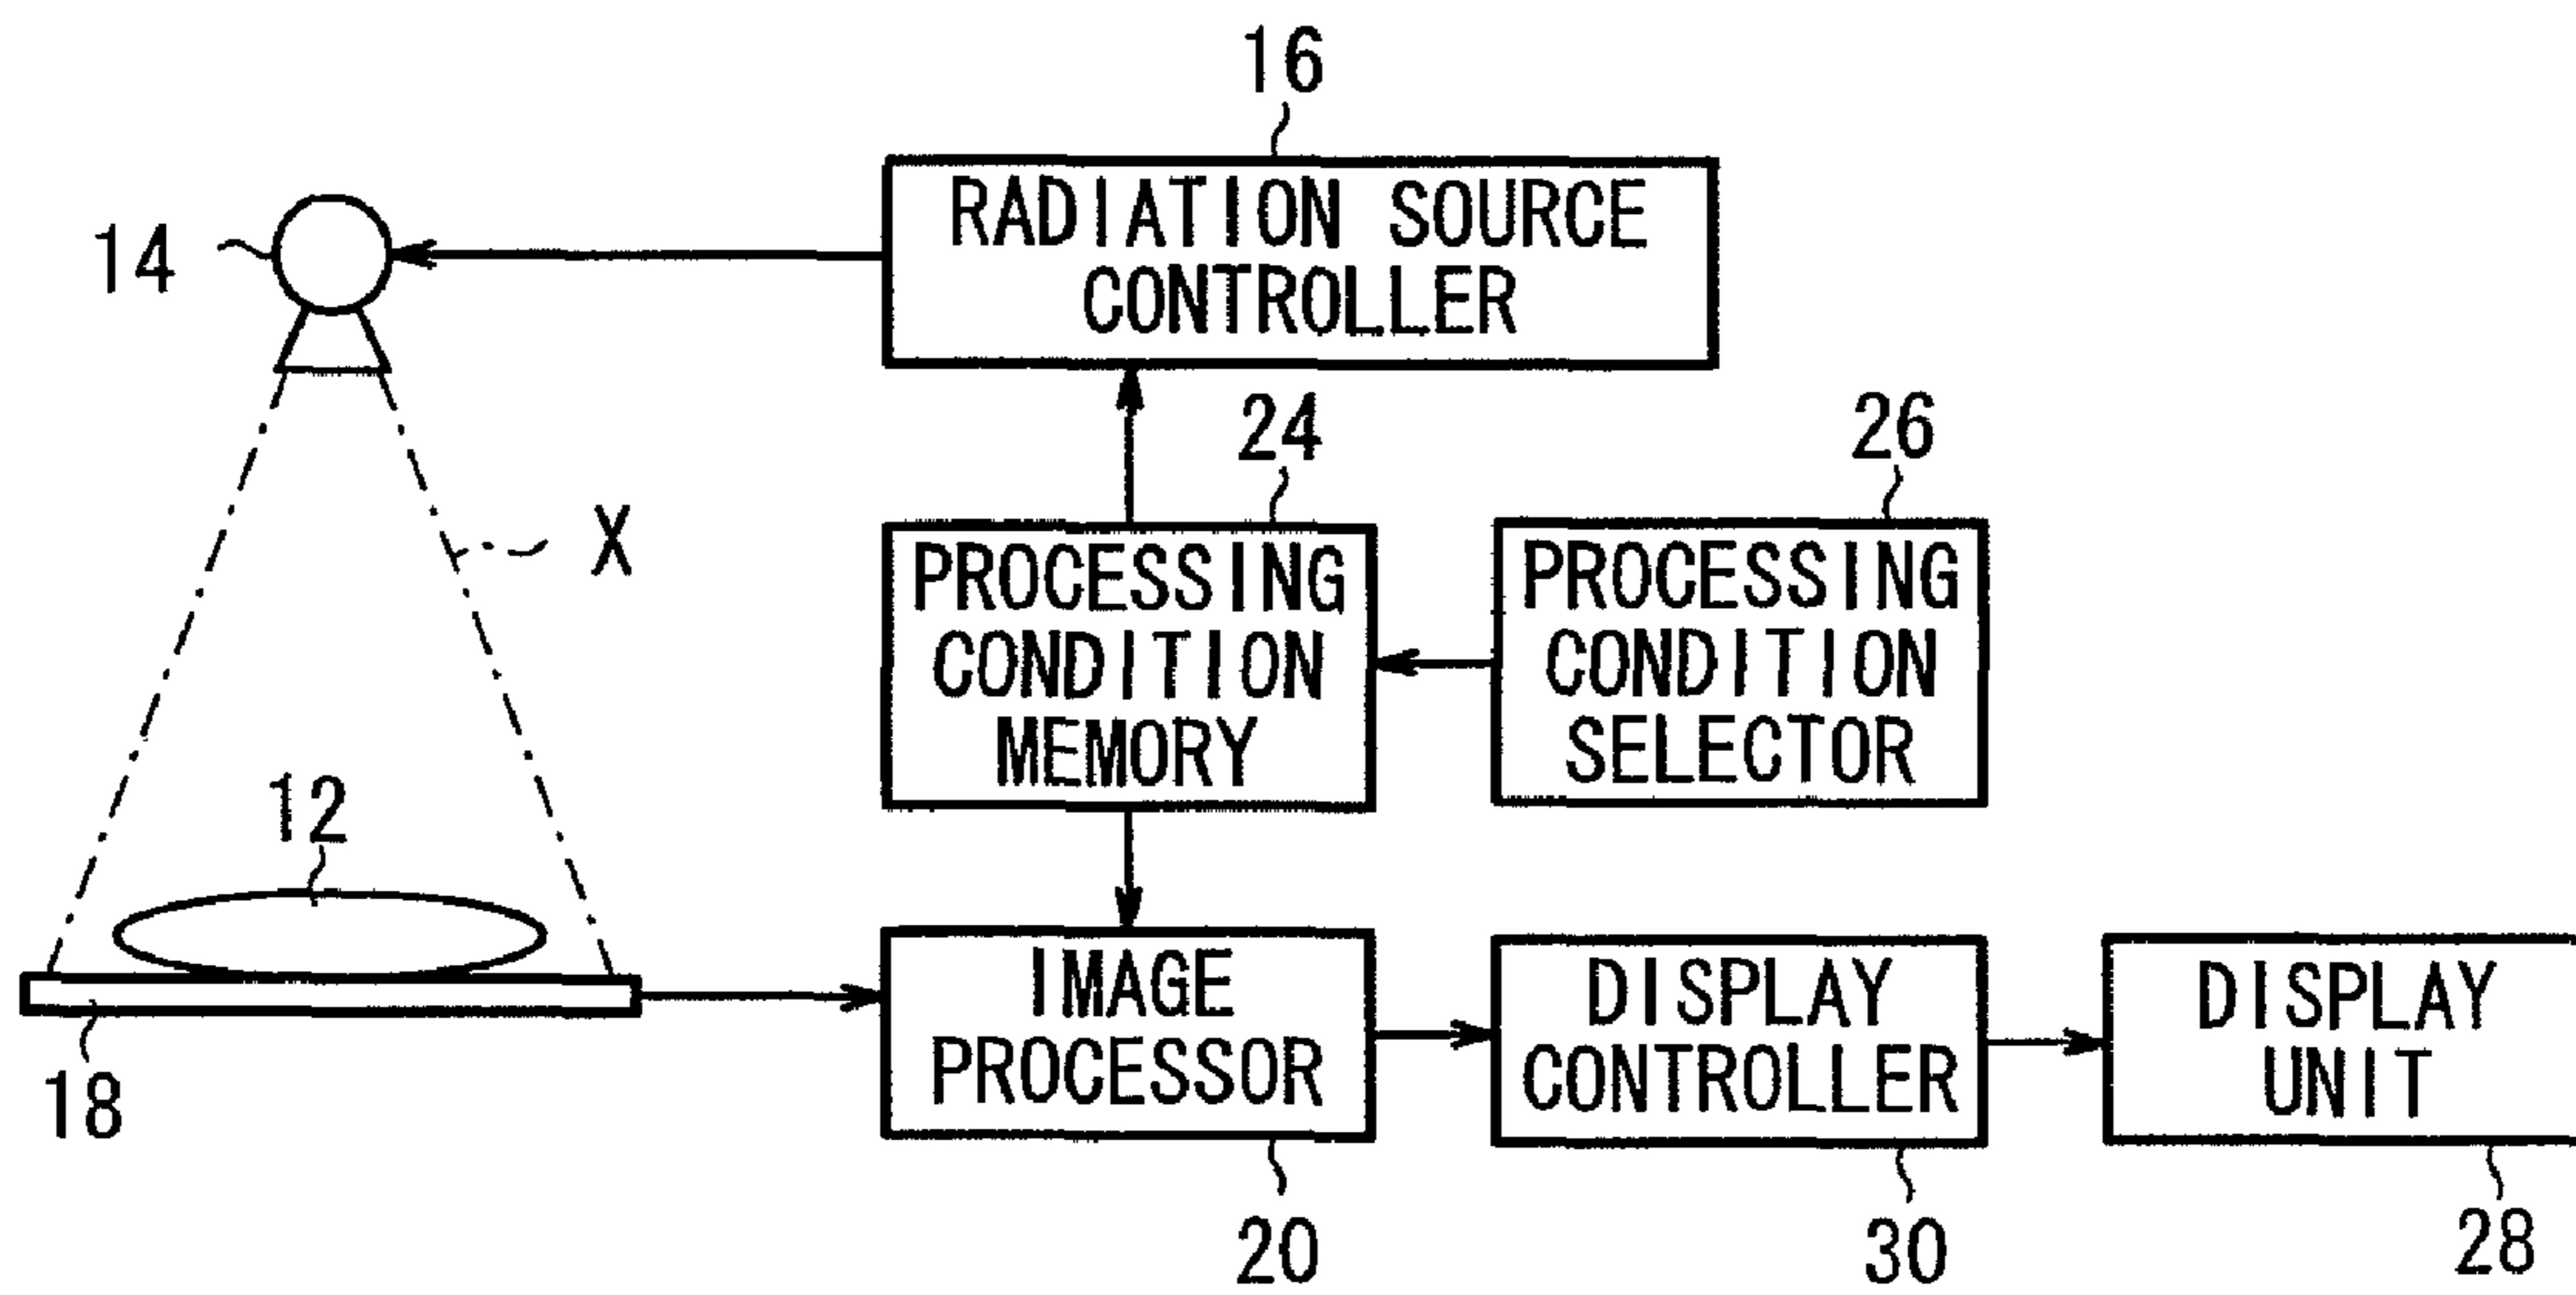 16
RADIATION SOURCE
CONTROLLER
14
24
26
X
PROCESSING
CONDITION
MEMORY
PROCESSING
CONDITION
SELECTOR
12
IMAGE
PROCESSOR
DISPLAY
CONTROLLER
DISPLAY
UNIT
18
20
30
28